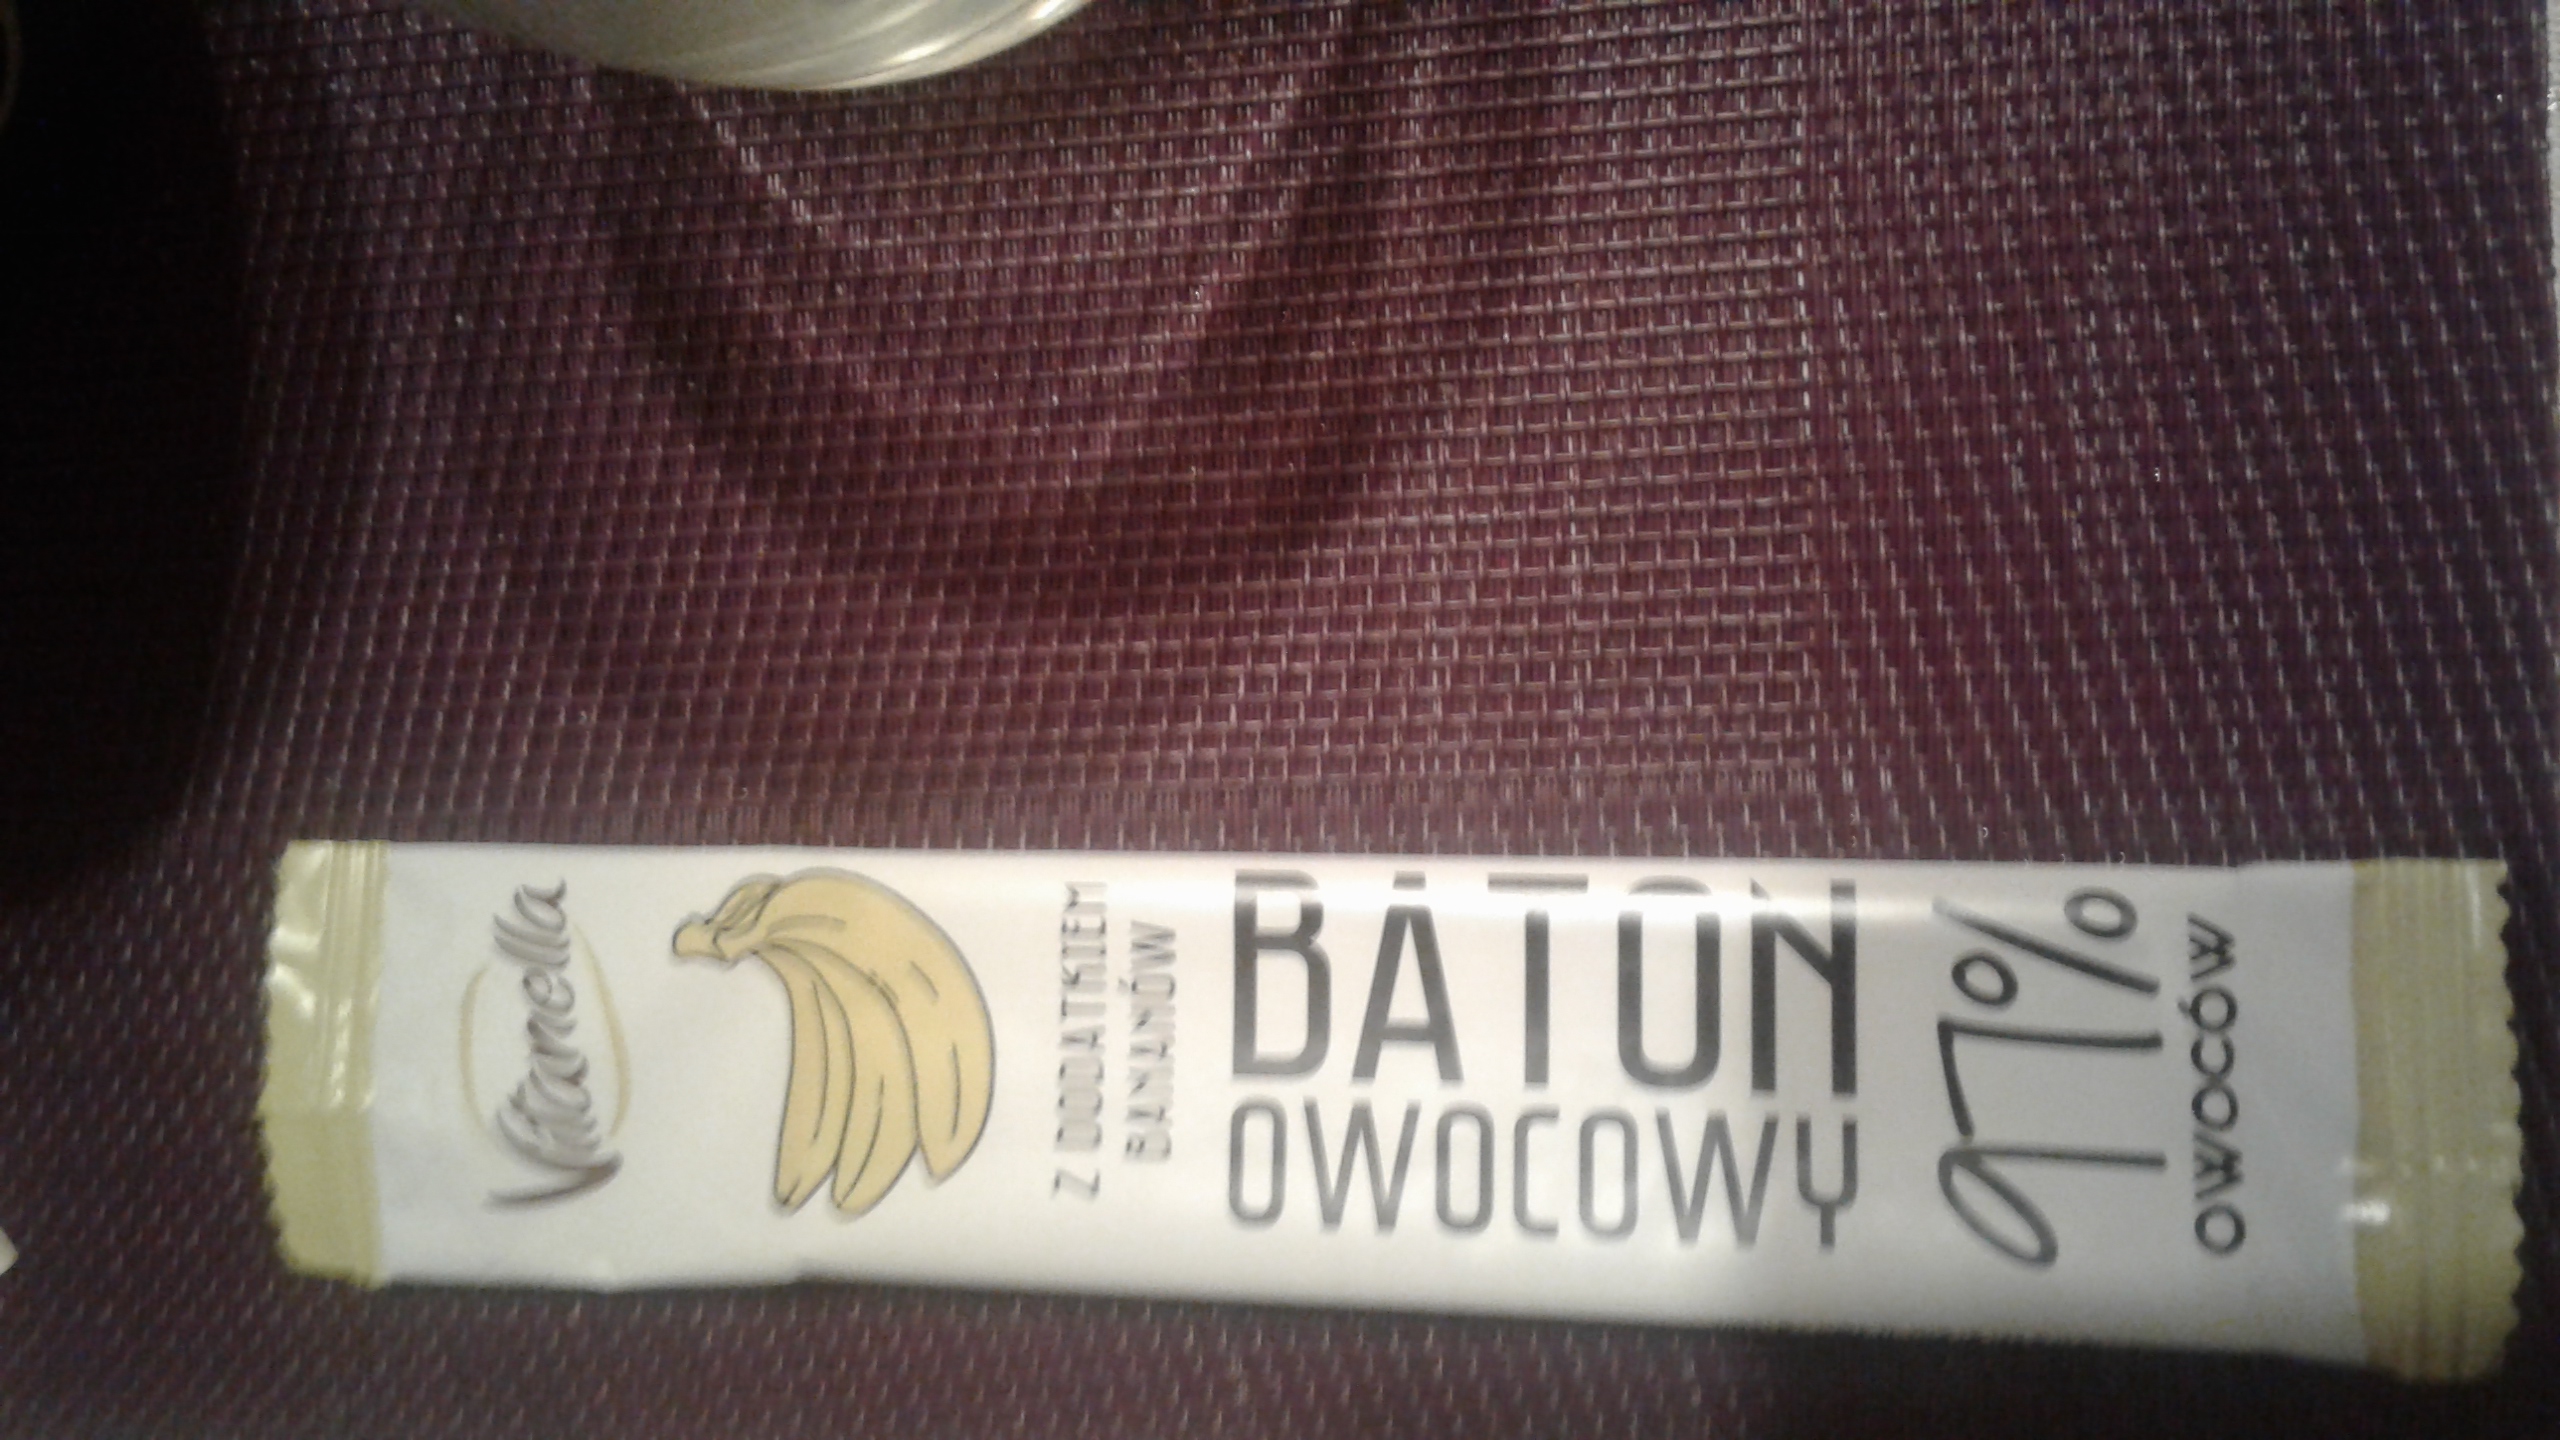 Vitanella
Z DODATKIEM
BANANÓW
BATON
OWOCOWY
97%
OWOCÓW